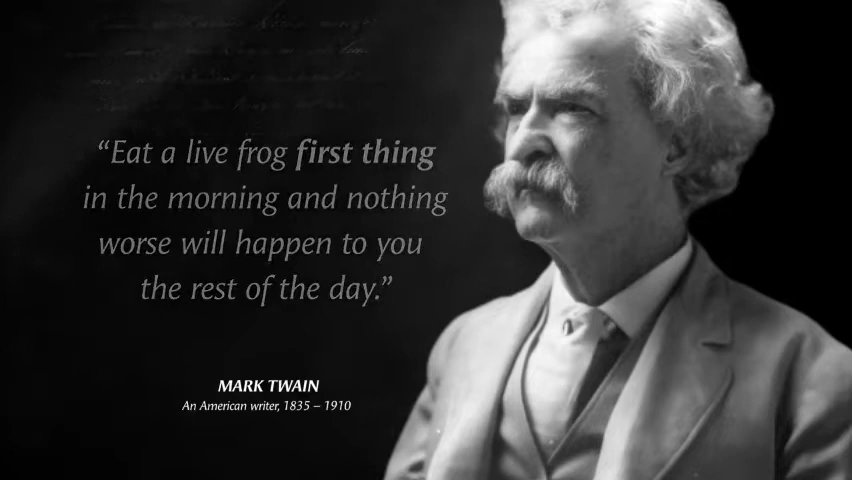 “Eat a live frog first thing
in the morning and nothing
worse will happen to you
the rest of the day.”
MARK TWAIN
An American writer, 1835 – 1910